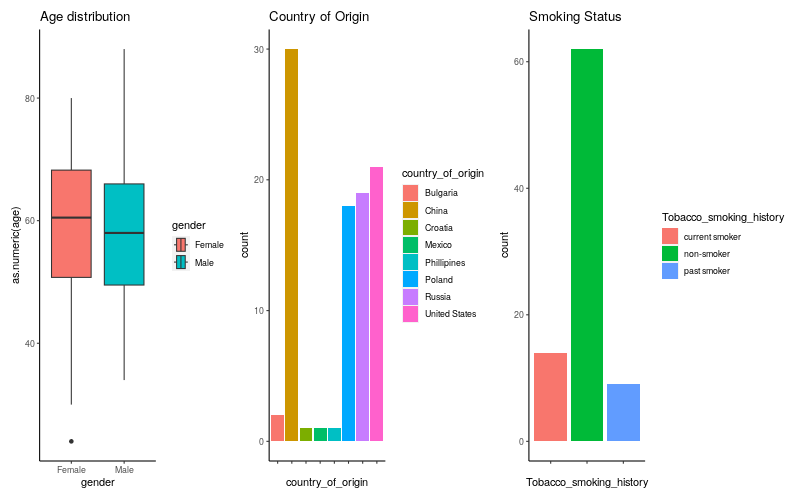 Age distribution
as.numeric(age)
80
60
40
Female
Male
gender
gender
Female
Male
Country of Origin
count
30
20
10
0
country_of_origin
country_of_origin
Bulgaria
China
Croatia
Mexico
Phillipines
Poland
Russia
United States
Smoking Status
count
60
40
20
0
Tobacco_smoking_history
Tobacco_smoking_history
current smoker
non-smoker
past smoker